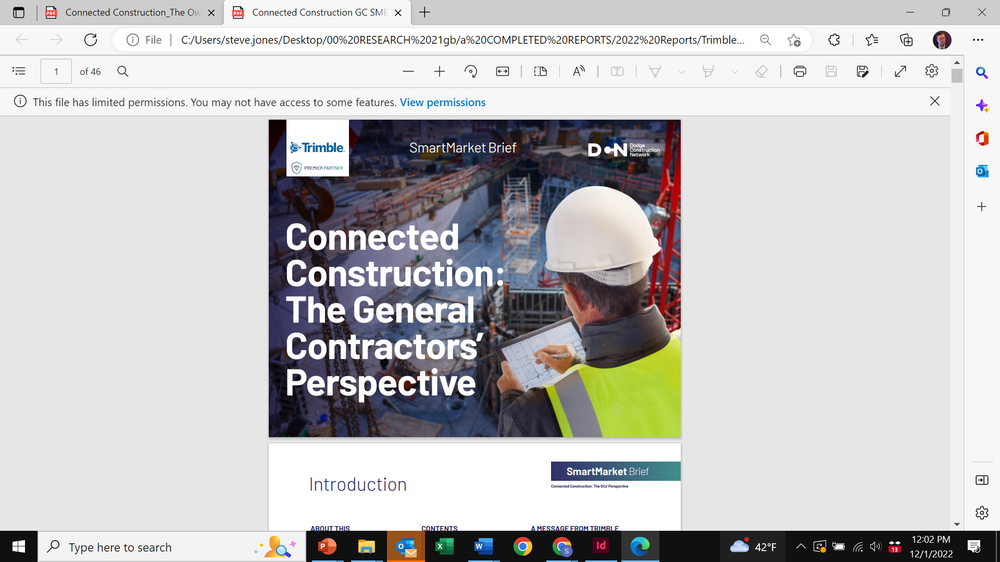 Connected Construction_The Ow
Connected Construction GC SMB
File
C:/Users/steve.jones/Desktop/00%20RESEARCH%2021gb/a%20COMPLETED%20REPORTS/2022%20Reports/Trimble...
1
of 46
This file has limited permissions. You may not have access to some features. View permissions
Trimble
PREMIER PARTNER
SmartMarket Brief
DCN
Dodge
Construction
Network
Connected
Construction:
The General
Contractors’
Perspective
SmartMarket Brief
Introduction
Connected Construction: The GCs' Perspective
ABOUT THIS
CONTENTS
A MESSAGE FROM TRIMBLE
Type here to search
42°F
13
12:02 PM
12/1/2022